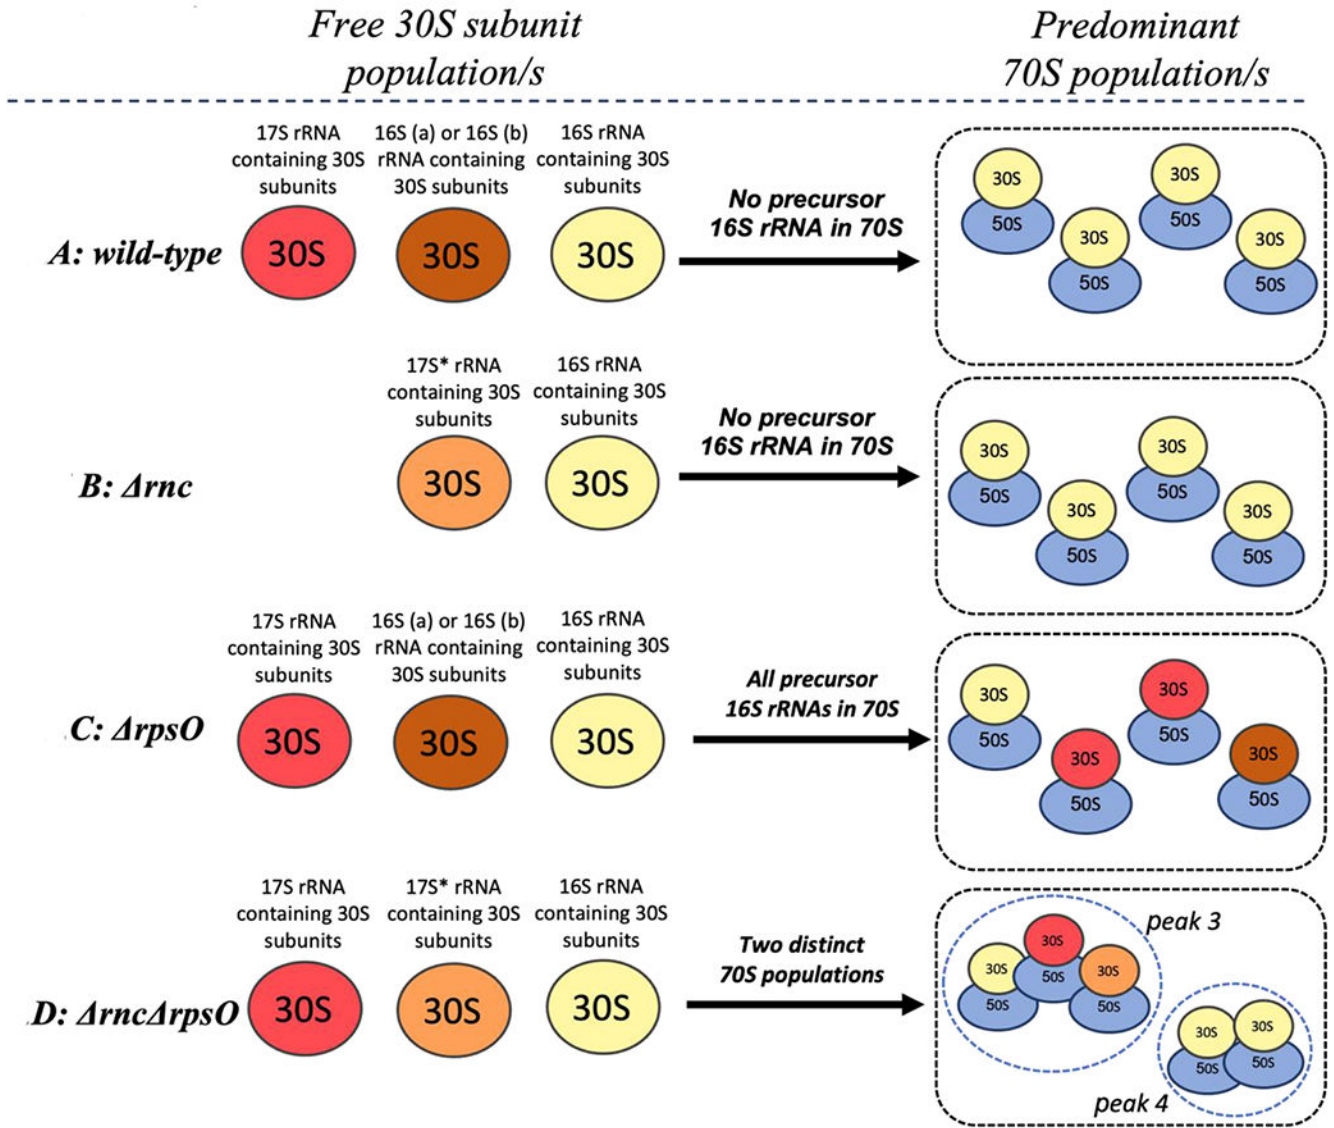 Free 30S subunit
population/s
Predominant
70S population/s
17S rRNA
containing 30S
subunits
16S (a) or 16S (b)
rRNA containing
30S subunits
16S rRNA
containing 30S
subunits
A: wild-type
30S
30S
30S
No precursor
16S rRNA in 70S
30S
50S
30S
50S
30S
50S
30S
50S
17S* rRNA
containing 30S
subunits
16S rRNA
containing 30S
subunits
B: Δrnc
30S
30S
No precursor
16S rRNA in 70S
30S
50S
30S
50S
30S
50S
30S
50S
17S rRNA
containing 30S
subunits
16S (a) or 16S (b)
rRNA containing
30S subunits
16S rRNA
containing 30S
subunits
C: ΔrpsO
30S
30S
30S
All precursor
16S rRNAs in 70S
30S
50S
30S
50S
30S
50S
30S
50S
17S rRNA
containing 30S
subunits
17S* rRNA
containing 30S
subunits
16S rRNA
containing 30S
subunits
D: ΔrncΔrpsO
30S
30S
30S
Two distinct
70S populations
peak 3
30S
50S
30S
50S
30S
50S
30S
50S
30S
50S
peak 4